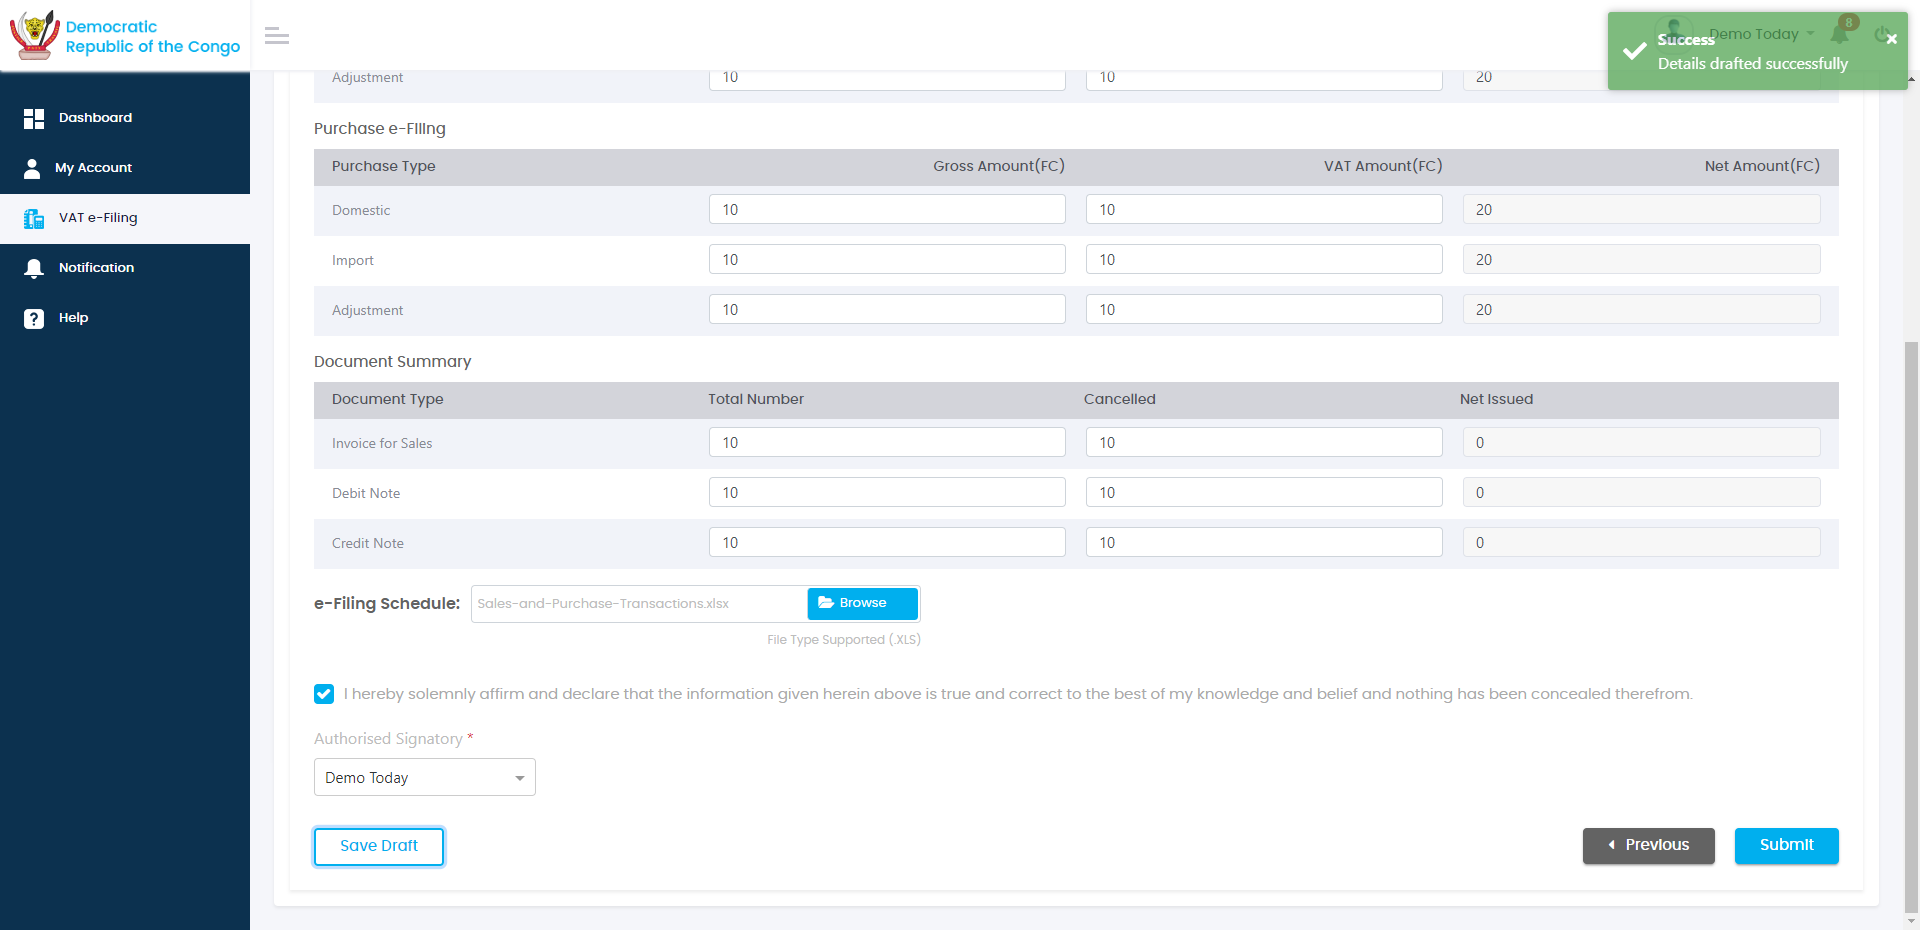 Democratic
Republic of the Congo
Demo Today
8
Success
Details drafted successfully
Dashboard
My Account
VAT e-Filing
Notification
Help
Adjustment 10 10 20
Purchase e-Filing
Purchase Type Gross Amount(FC) VAT Amount(FC) Net Amount(FC)
Domestic 10 10 20
Import 10 10 20
Adjustment 10 10 20
Document Summary
Document Type Total Number Cancelled Net Issued
Invoice for Sales 10 10 0
Debit Note 10 10 0
Credit Note 10 10 0
e-Filing Schedule: Sales-and-Purchase-Transactions.xlsx Browse
File Type Supported (.XLS)
I hereby solemnly affirm and declare that the information given herein above is true and correct to the best of my knowledge and belief and nothing has been concealed therefrom.
Authorised Signatory *
Demo Today
Save Draft Previous Submit